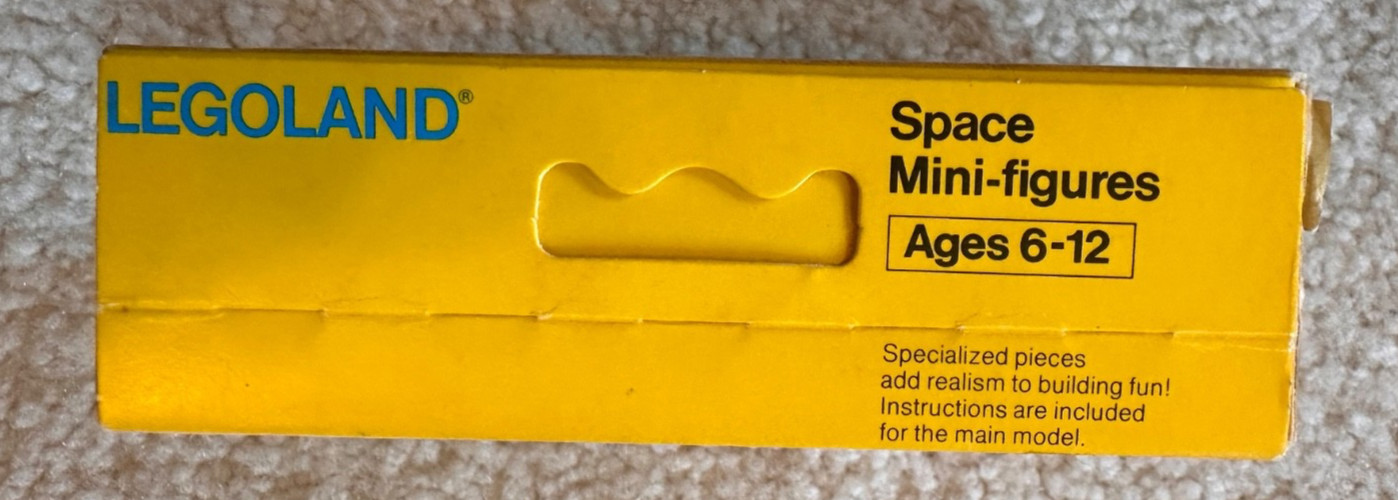 LEGOLAND®
Space
Mini-figures
Ages 6-12
Specialized pieces
add realism to building fun!
Instructions are included
for the main model.